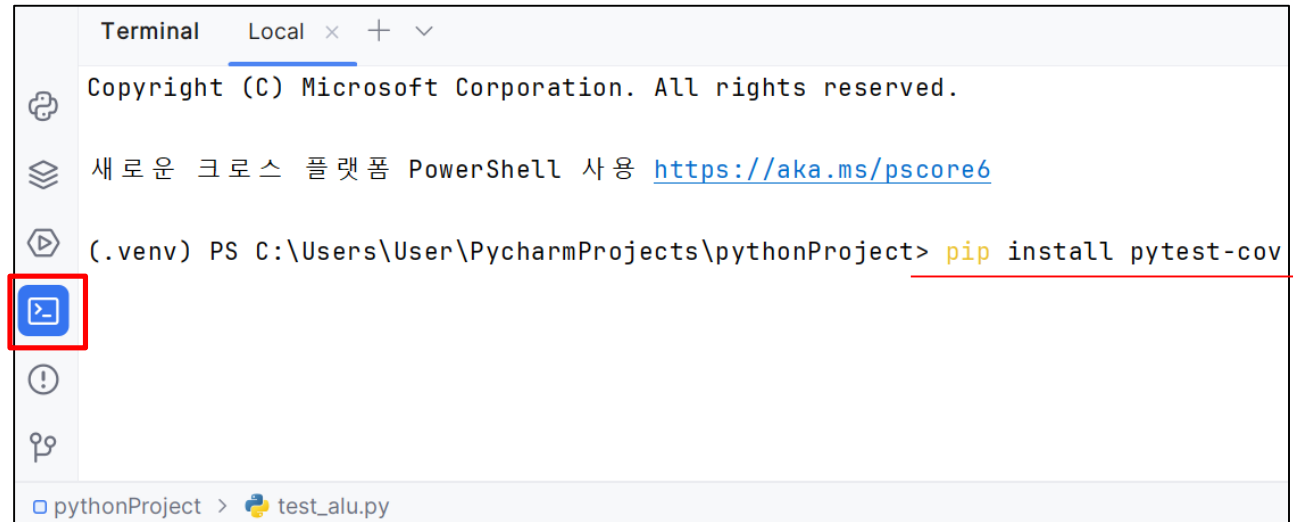 Terminal Local
Copyright (C) Microsoft Corporation. All rights reserved.
새로운 크로스 플랫폼 PowerShell 사용 https://aka.ms/pscore6
(.venv) PS C:\Users\User\PycharmProjects\pythonProject> pip install pytest-cov
pythonProject > test_alu.py